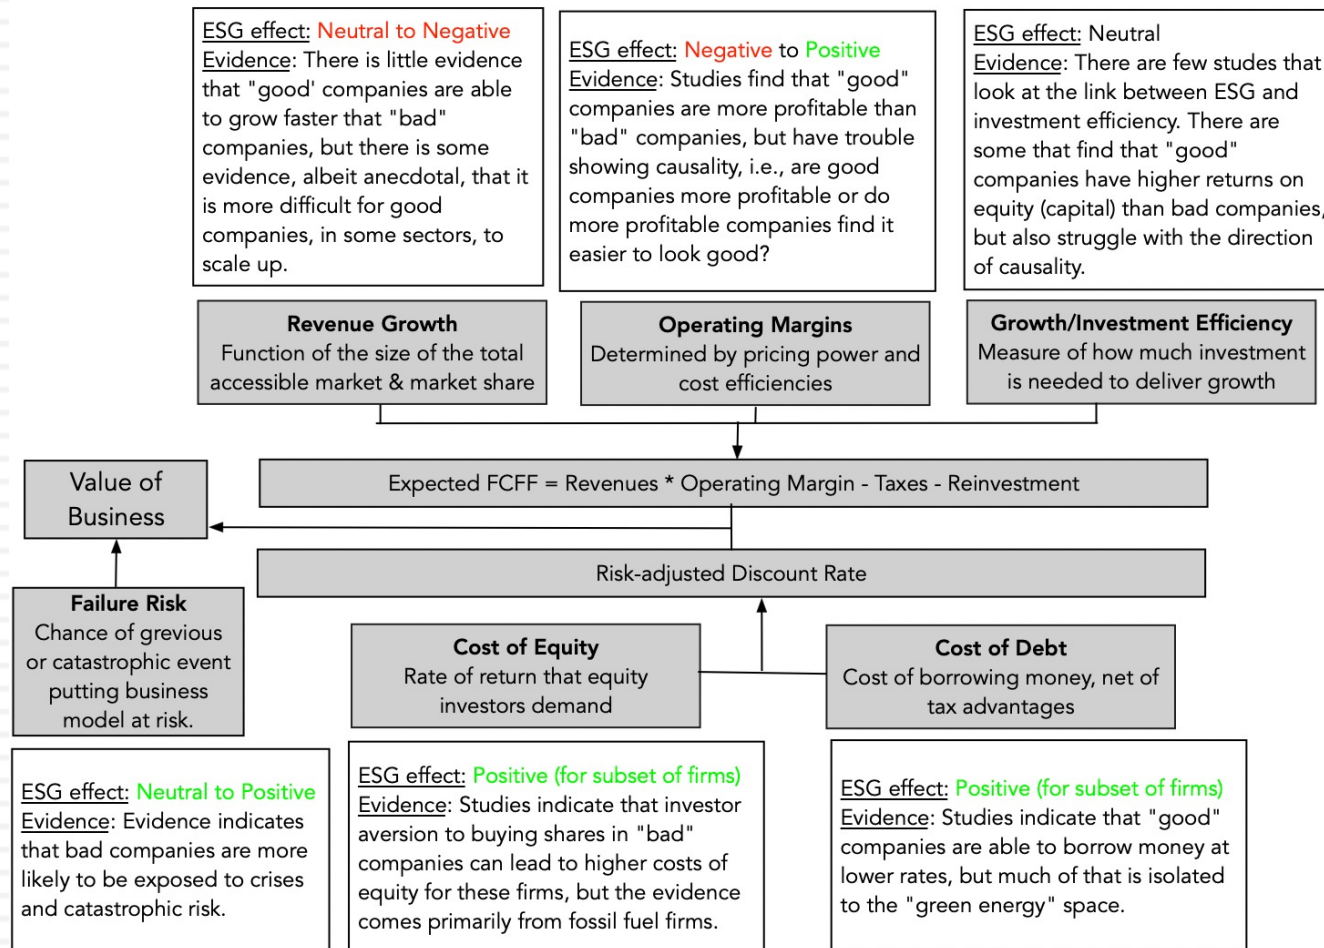 ESG effect: Neutral to Negative
Evidence: There is little evidence
that "good' companies are able
to grow faster that "bad"
companies, but there is some
evidence, albeit anecdotal, that it
is more difficult for good
companies, in some sectors, to
scale up.
ESG effect: Negative to Positive
Evidence: Studies find that "good"
companies are more profitable than
"bad" companies, but have trouble
showing causality, i.e., are good
companies more profitable or do
more profitable companies find it
easier to look good?
ESG effect: Neutral
Evidence: There are few studes that
look at the link between ESG and
investment efficiency. There are
some that find that "good"
companies have higher returns on
equity (capital) than bad companies,
but also struggle with the direction
of causality.
Revenue Growth
Function of the size of the total
accessible market & market share
Operating Margins
Determined by pricing power and
cost efficiencies
Growth/Investment Efficiency
Measure of how much investment
is needed to deliver growth
Value of
Business
Expected FCFF = Revenues * Operating Margin - Taxes - Reinvestment
Risk-adjusted Discount Rate
Failure Risk
Chance of grevious
or catastrophic event
putting business
model at risk.
Cost of Equity
Rate of return that equity
investors demand
Cost of Debt
Cost of borrowing money, net of
tax advantages
ESG effect: Neutral to Positive
Evidence: Evidence indicates
that bad companies are more
likely to be exposed to crises
and catastrophic risk.
ESG effect: Positive (for subset of firms)
Evidence: Studies indicate that investor
aversion to buying shares in "bad"
companies can lead to higher costs of
equity for these firms, but the evidence
comes primarily from fossil fuel firms.
ESG effect: Positive (for subset of firms)
Evidence: Studies indicate that "good"
companies are able to borrow money at
lower rates, but much of that is isolated
to the "green energy" space.